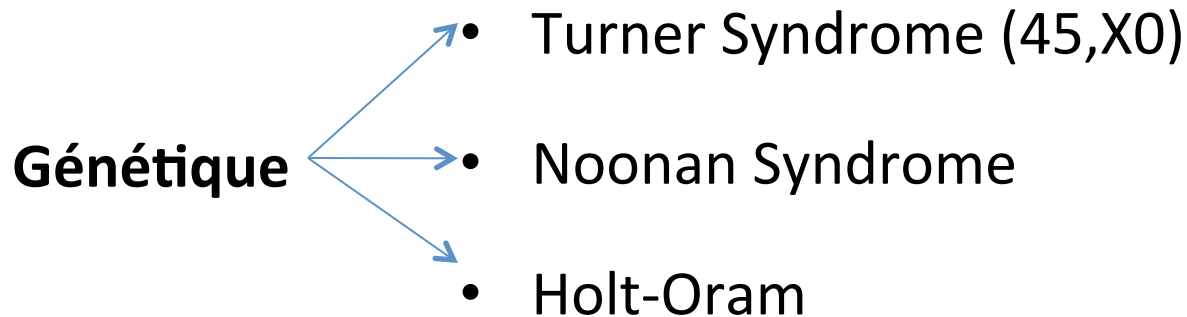 • Turner Syndrome (45,X0)
Génétique • Noonan Syndrome
• Holt-Oram